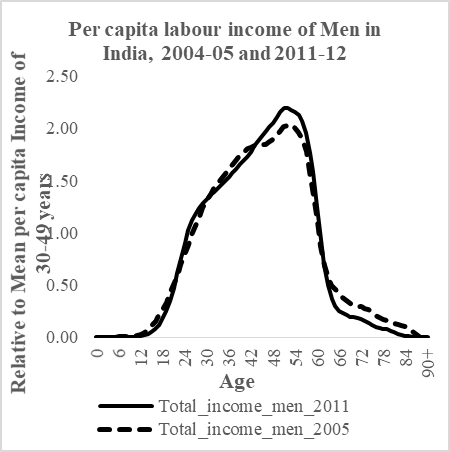 Per capita labour income of Men in
India, 2004-05 and 2011-12
Relative to Mean per capita Income of
30-49 years
2.50
2.00
1.50
1.00
0.50
0.00
0 6 12 18 24 30 36 42 48 54 60 66 72 78 84 90+
Age
Total_income_men_2011
Total_income_men_2005